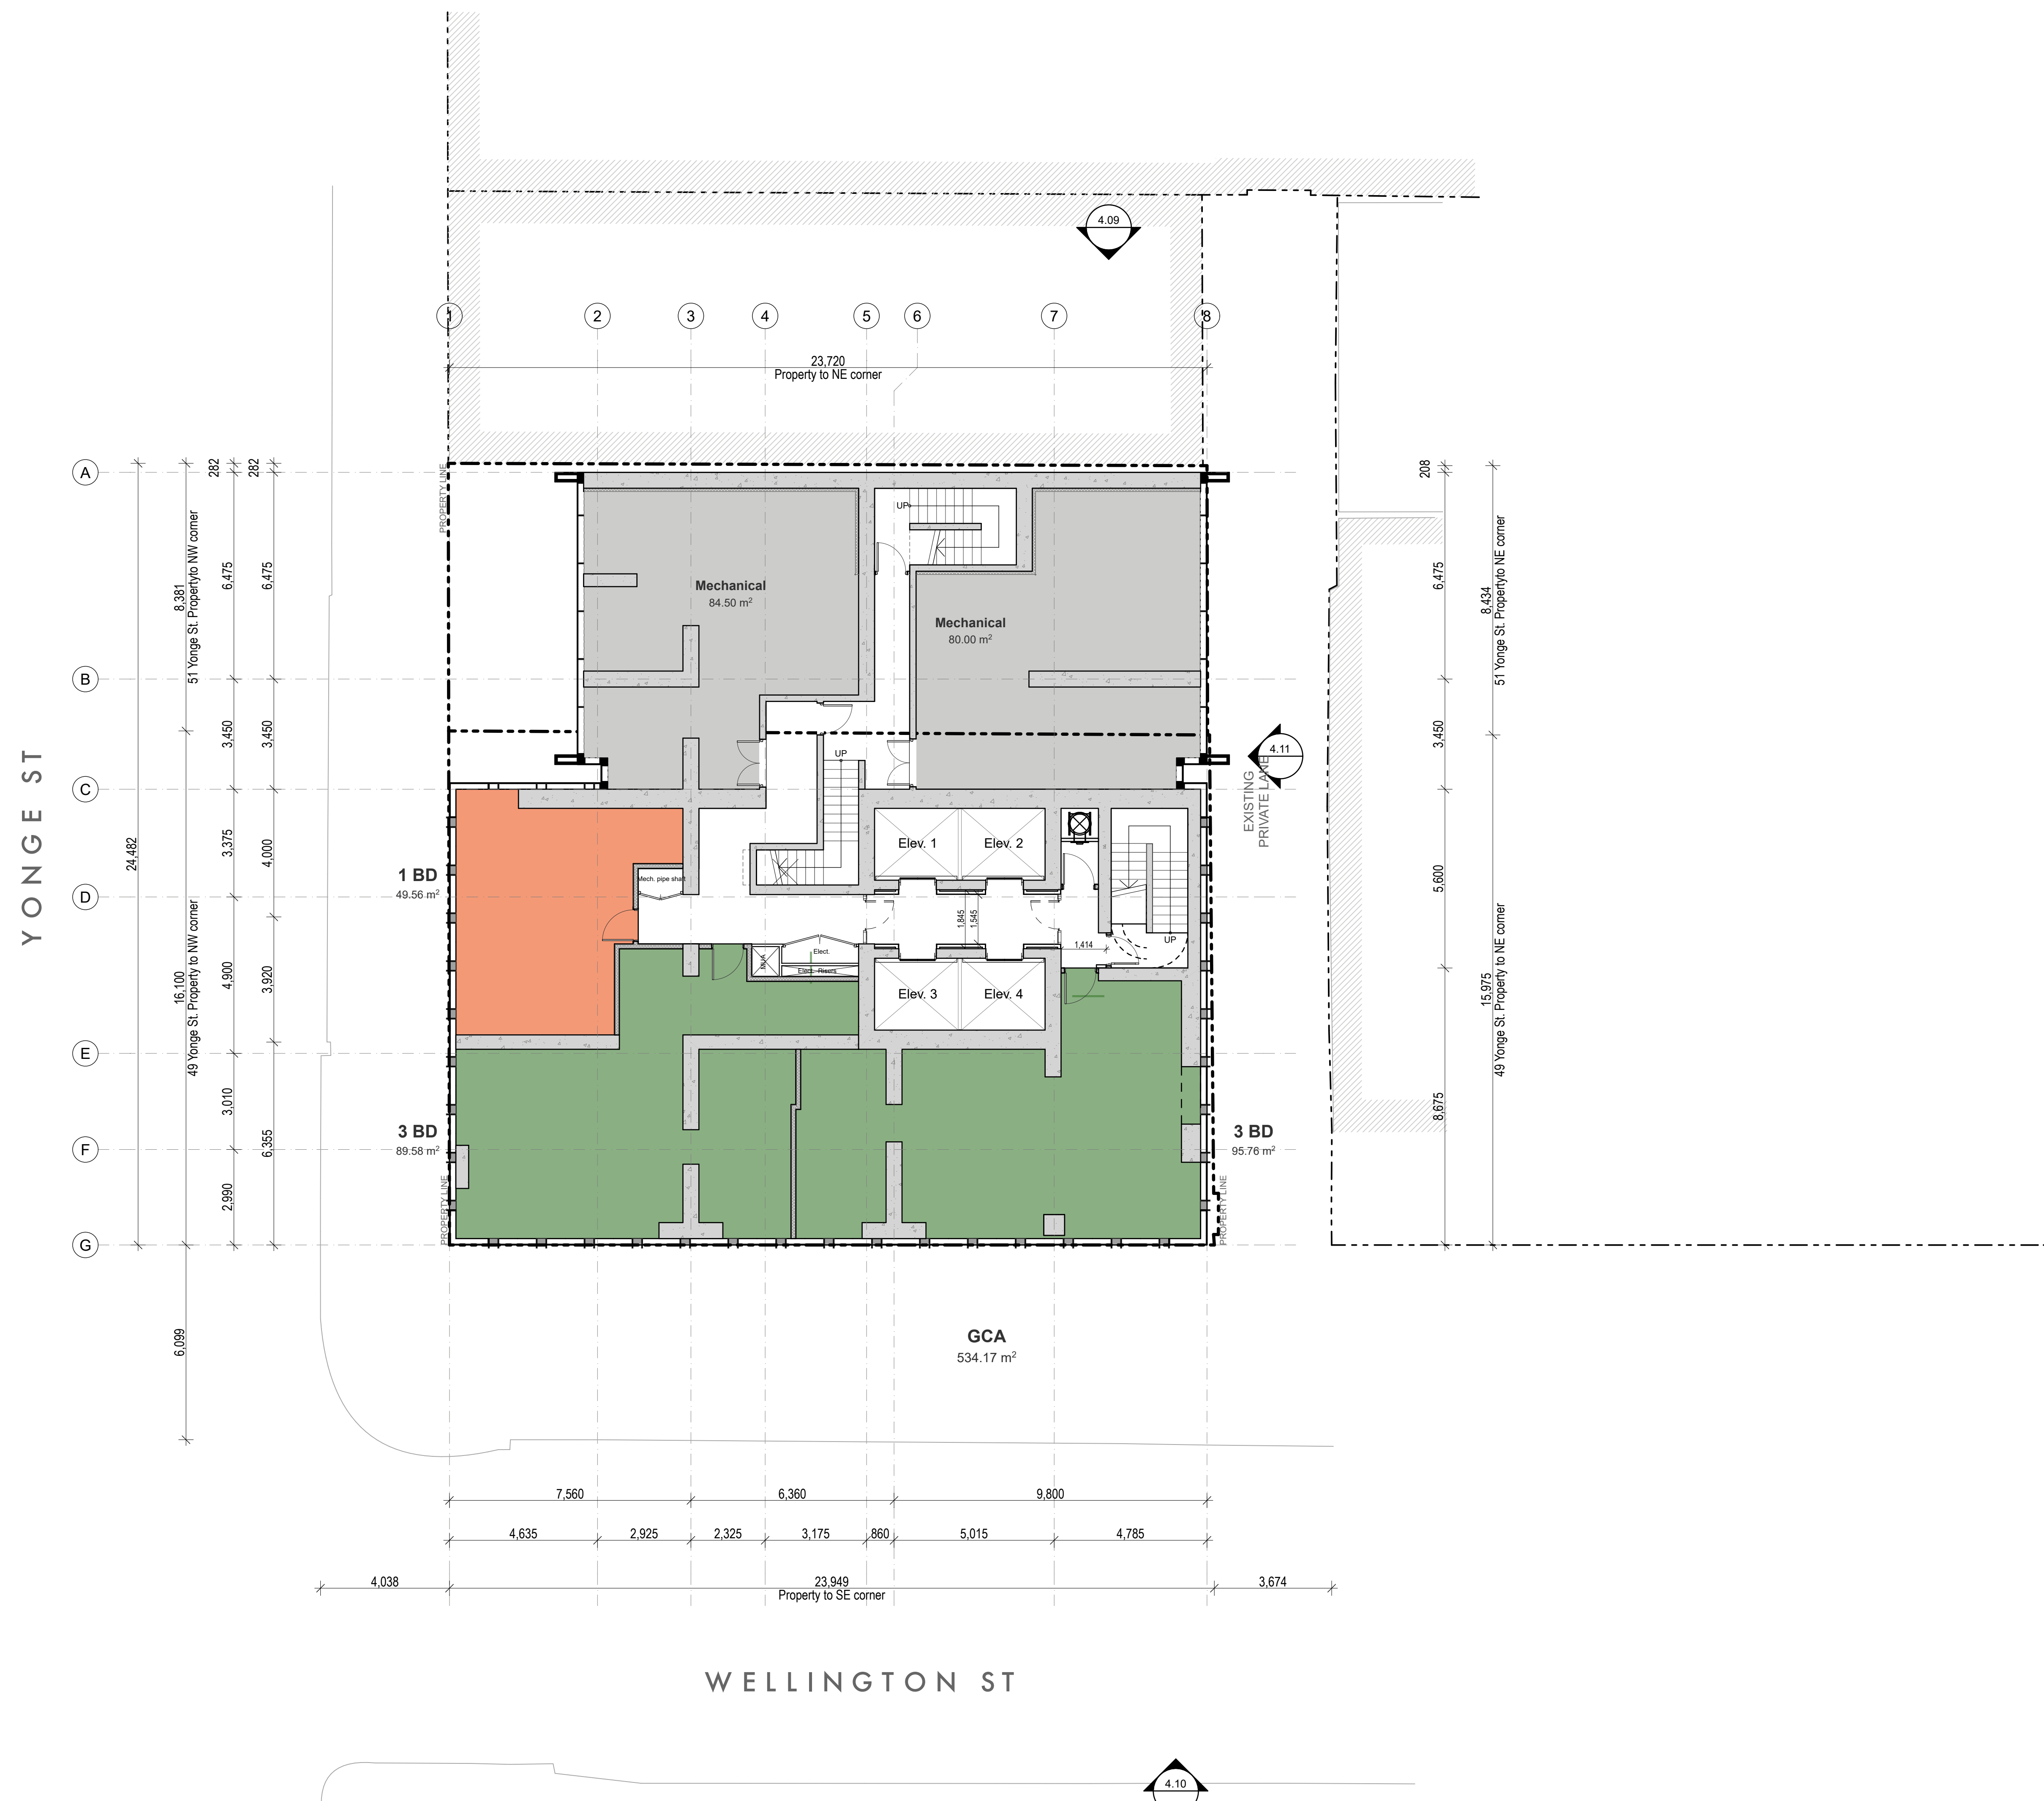 4.09
1
2
3
4
5
6
7
8
23,720
Property to NE corner
A
B
C
D
E
F
G
YONGE ST
24,482
8,381
51 Yonge St. Propertyto NW corner
16,100
49 Yonge St. Property to NW corner
6,099
282
6,475
3,450
3,375
4,900
3,010
2,990
282
6,475
3,450
4,000
3,920
6,355
PROPERTY LINE
Mechanical
84.50 m²
UP
Mechanical
80.00 m²
UP
4.11
EXISTING
PRIVATE LANE
208
6,475
3,450
5,600
8,675
8,434
51 Yonge St. Propertyto NE corner
15,975
49 Yonge St. Property to NE corner
1 BD
49.56 m²
Mech. pipe shaft
Elev. 1
Elev. 2
1,845
1,545
1,414
UP
MUA
Elect.
Elect. Risers
Elev. 3
Elev. 4
3 BD
89.58 m²
3 BD
95.76 m²
PROPERTY LINE
PROPERTY LINE
GCA
534.17 m²
7,560
6,360
9,800
4,635
2,925
2,325
3,175
860
5,015
4,785
4,038
23,949
Property to SE corner
3,674
WELLINGTON ST
4.10